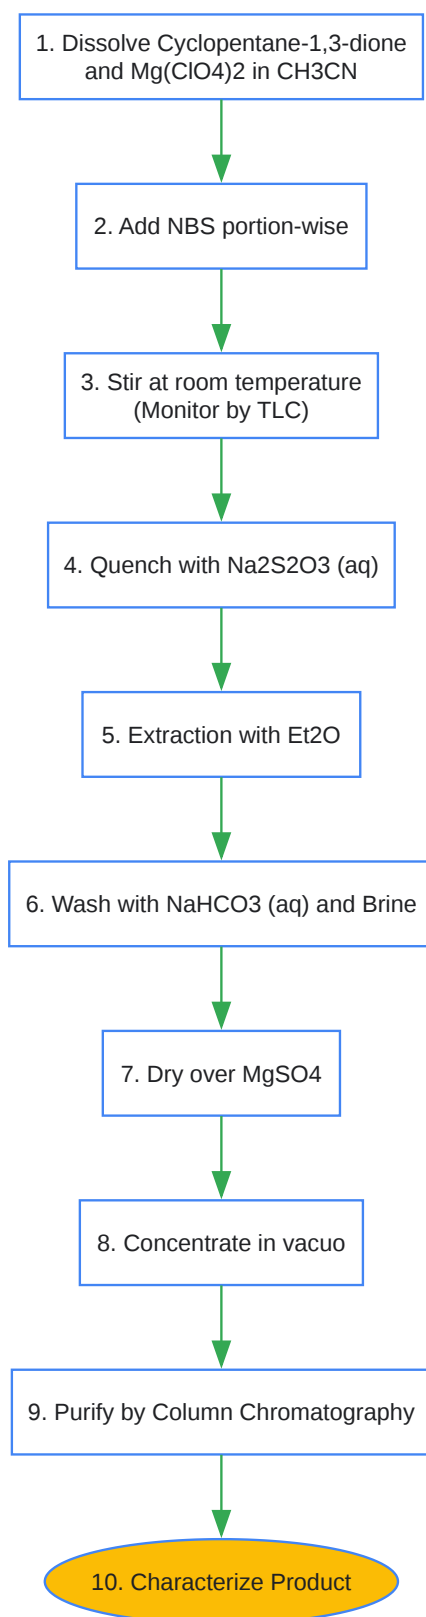 1. Dissolve Cyclopentane-1,3-dione
and Mg(ClO4)2 in CH3CN
2. Add NBS portion-wise
3. Stir at room temperature
(Monitor by TLC)
4. Quench with Na2S2O3 (aq)
5. Extraction with Et2O
6. Wash with NaHCO3 (aq) and Brine
7. Dry over MgSO4
8. Concentrate in vacuo
9. Purify by Column Chromatography
10. Characterize Product